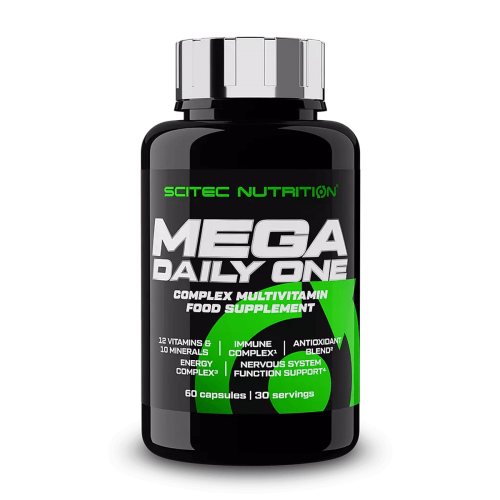 SCITEC NUTRITION®
MEGA
DAILY ONE
COMPLEX MULTIVITAMIN
FOOD SUPPLEMENT
12 VITAMINS & 10 MINERALS | IMMUNE COMPLEX¹ | ANTIOXIDANT BLEND²
ENERGY COMPLEX³ | NERVOUS SYSTEM FUNCTION SUPPORT⁴
60 capsules | 30 servings